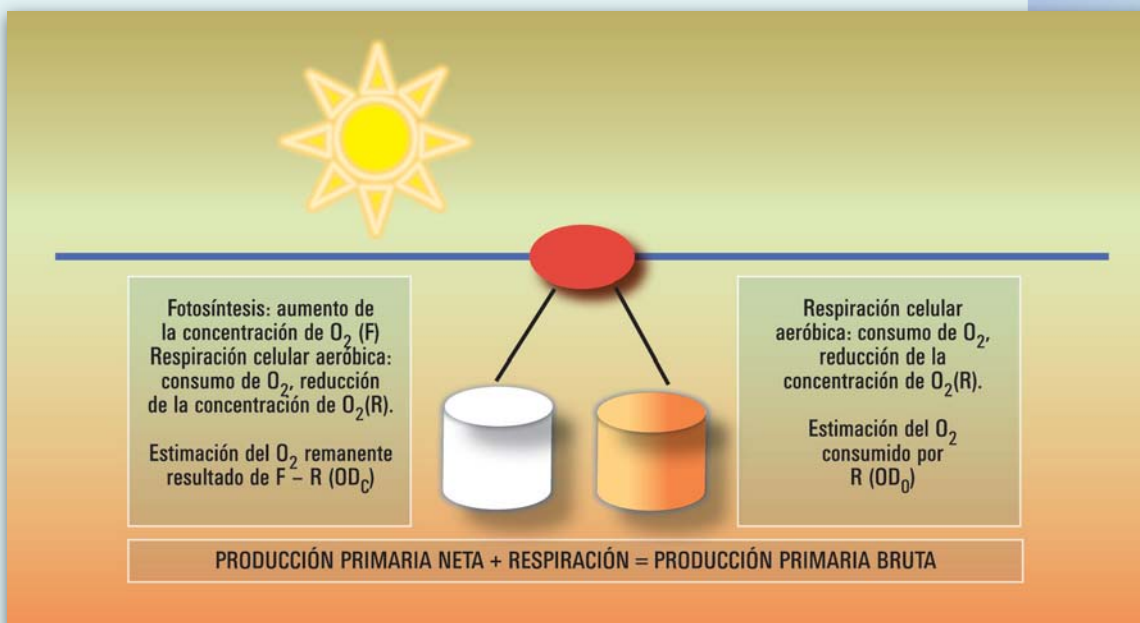 Fotosíntesis: aumento de
la concentración de O₂ (F)
Respiración celular aeróbica:
consumo de O₂, reducción
de la concentración de O₂(R).
Estimación del O₂ remanente
resultado de F – R (OD_C)
Respiración celular
aeróbica: consumo de O₂,
reducción de la
concentración de O₂(R).
Estimación del O₂
consumido por
R (OD₀)
PRODUCCIÓN PRIMARIA NETA + RESPIRACIÓN = PRODUCCIÓN PRIMARIA BRUTA